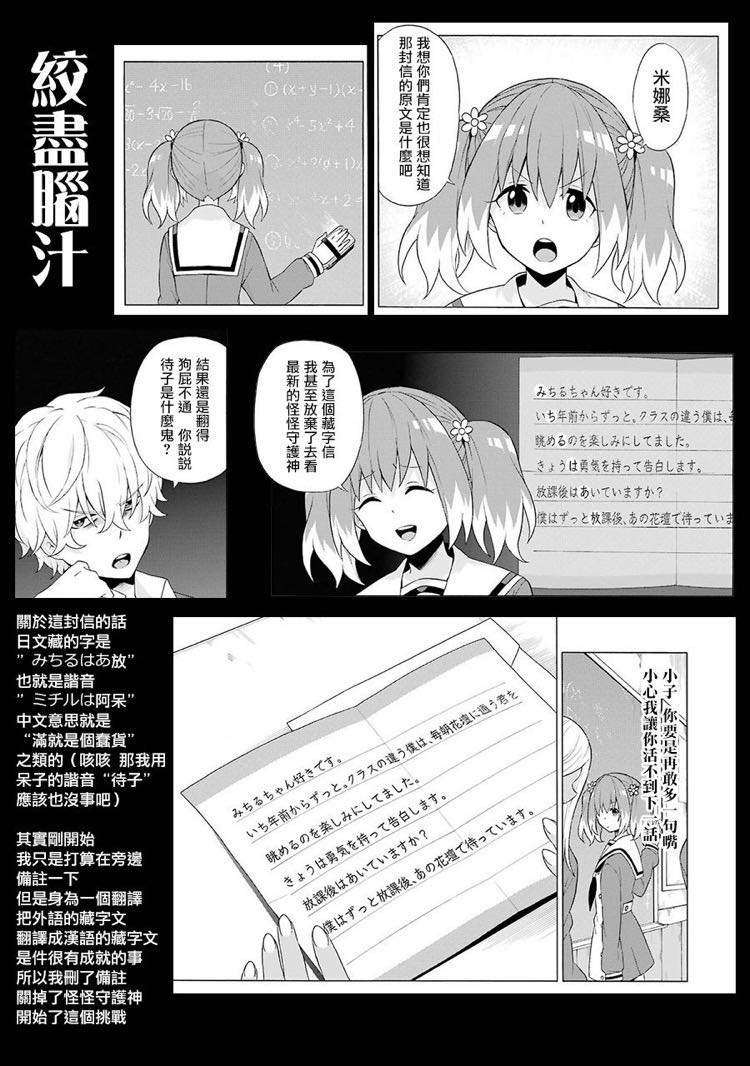 絞盡腦汁
米娜桑
我想你們肯定也很想知道
那封信的原文是什麼吧
(4)
x²-4x-16
①(x+y-1)(x-
4-5x²+4
為了這個藏字信
我甚至放棄了去看
最新的怪怪守護神
みちるちゃん好きです。
いち年前からずっと。クラスの違う僕は、毎
眺めるのを楽しみにしてました。
きょうは勇気を持って告白します。
放課後はあいていますか?
僕はずっと放課後、あの花壇で待っていま
結果還是翻得
狗屁不通 你說說
待子是什麼鬼?
小子 你要是再敢多一句嘴
小心我讓你活不到下一話
みちるちゃん好きです。
いち年前からずっと。クラスの違う僕は、毎朝花壇に通う君を
眺めるのを楽しみにしてました。
きょうは勇気を持って告白します。
放課後はあいていますか?
僕はずっと放課後、あの花壇で待っています。
關於這封信的話
日文藏的字是
”みちるはあ放”
也就是諧音
”ミチルは阿呆”
中文意思就是
“滿就是個蠢貨”
之類的(咳咳 那我用
呆子的諧音“待子”
應該也沒事吧)
其實剛開始
我只是打算在旁邊
備註一下
但是身為一個翻譯
把外語的藏字文
翻譯成漢語的藏字文
是件很有成就的事
所以我刪了備註
關掉了怪怪守護神
開始了這個挑戰